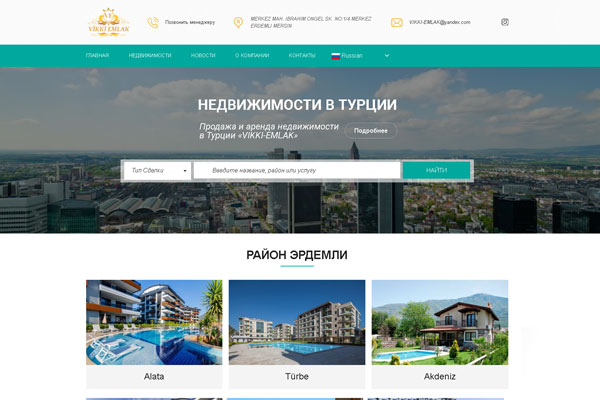 VIKKI EMLAK
Позвонить менеджеру
MERKEZ MAH. IBRAHIM ONGEL SK. NO:1/4 MERKEZ
ERDEMLI MERSIN
VIKKI-EMLAK@yandex.com
ГЛАВНАЯ
НЕДВИЖИМОСТИ
НОВОСТИ
О КОМПАНИИ
КОНТАКТЫ
Russian
НЕДВИЖИМОСТИ В ТУРЦИИ
Продажа и аренда недвижимости
в Турции «VIKKI-EMLAK»
Подробнее
Тип Сделки
Введите название, район или услугу
НАЙТИ
РАЙОН ЭРДЕМЛИ
Alata
Türbe
Akdeniz